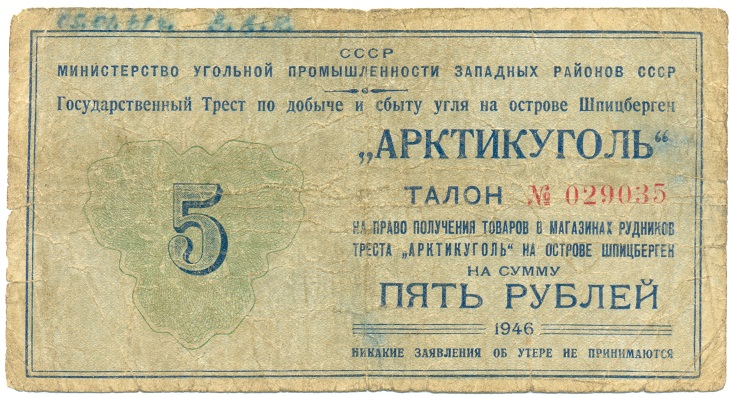 СССР
МИНИСТЕРСТВО УГОЛЬНОЙ ПРОМЫШЛЕННОСТИ ЗАПАДНЫХ РАЙОНОВ СССР
Государственный Трест по добыче и сбыту угля на острове Шпицберген
„АРКТИКУГОЛЬ“
5
ТАЛОН № 029035
НА ПРАВО ПОЛУЧЕНИЯ ТОВАРОВ В МАГАЗИНАХ РУДНИКОВ
ТРЕСТА „АРКТИКУГОЛЬ“ НА ОСТРОВЕ ШПИЦБЕРГЕН
НА СУММУ
ПЯТЬ РУБЛЕЙ
1946
НИКАКИЕ ЗАЯВЛЕНИЯ ОБ УТЕРЕ НЕ ПРИНИМАЮТСЯ